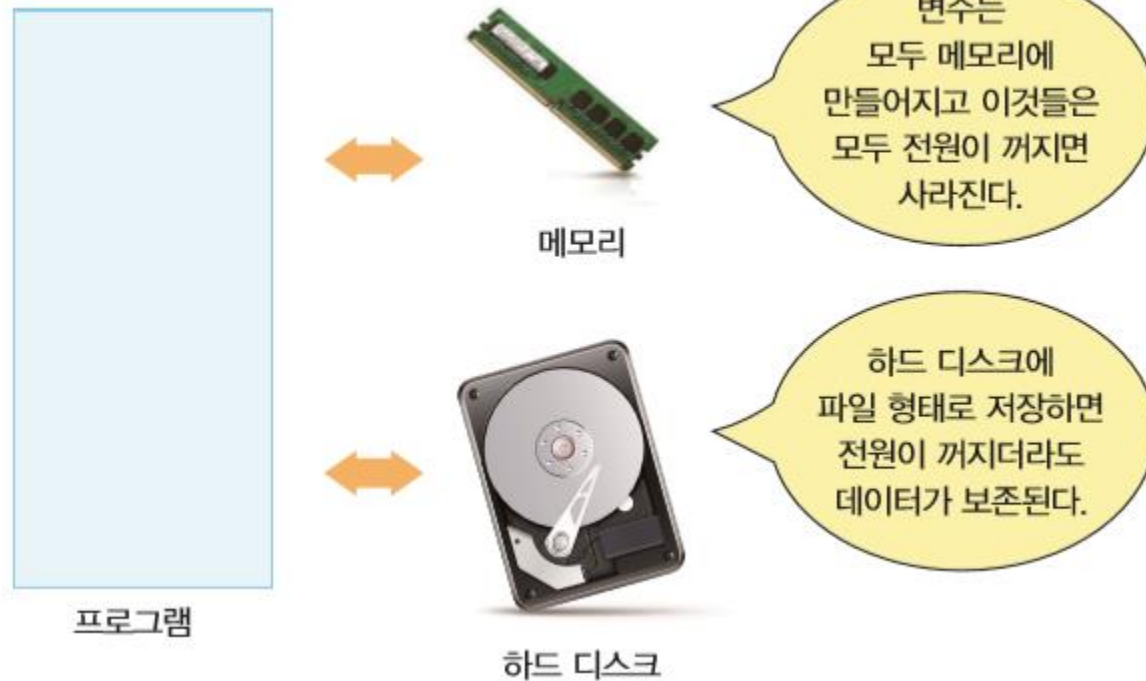 변수는
모두 메모리에
만들어지고 이것들은
모두 전원이 꺼지면
사라진다.
메모리
하드 디스크에
파일 형태로 저장하면
전원이 꺼지더라도
데이터가 보존된다.
프로그램
하드 디스크